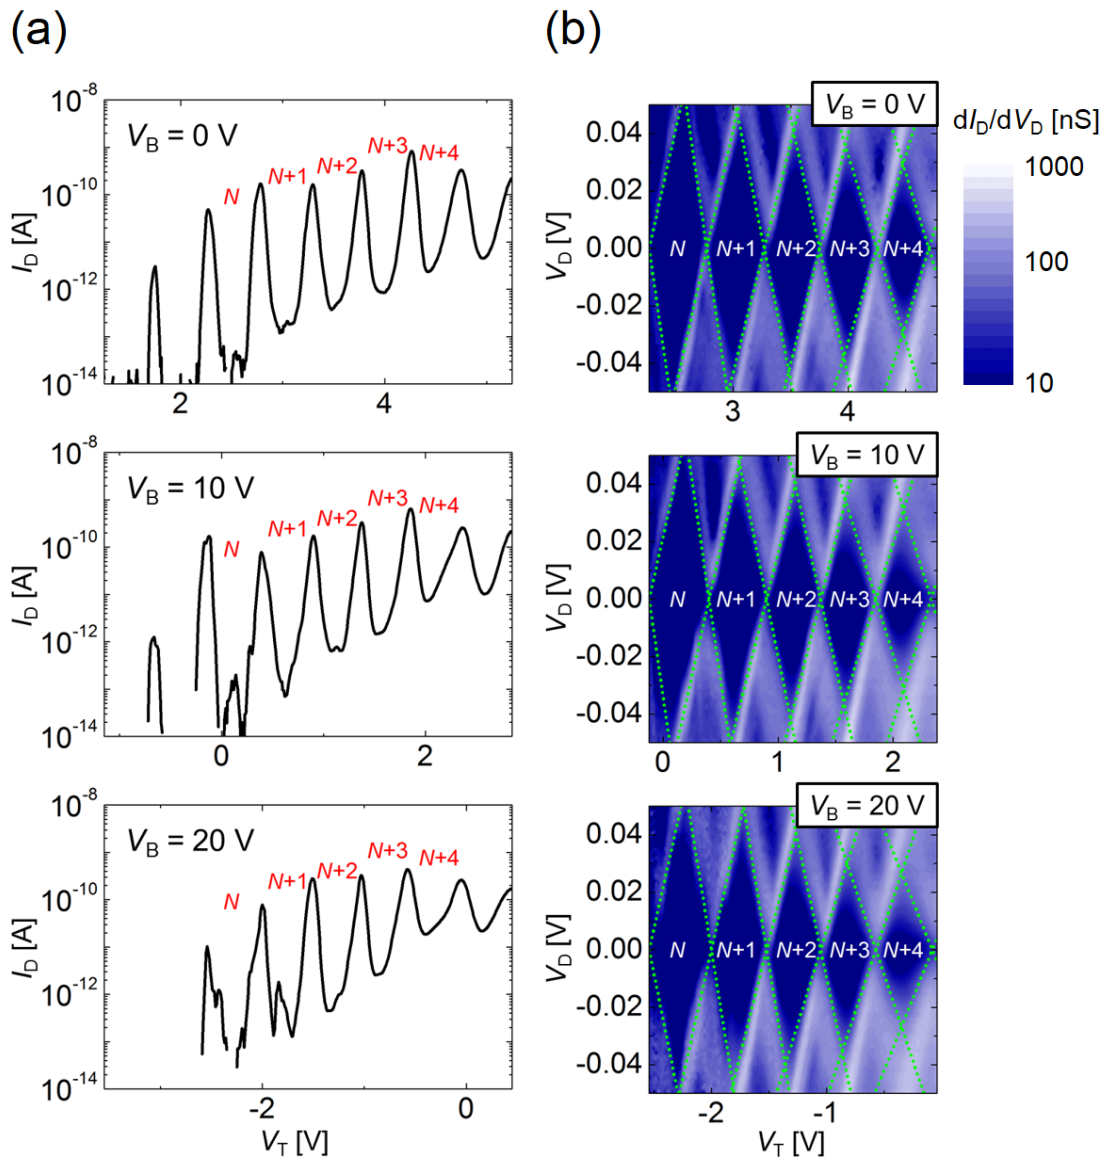 (a)
(b)
10⁻⁸
10⁻¹⁰
10⁻¹²
10⁻¹⁴
I_D [A]
V_B = 0 V
N
N+1
N+2
N+3
N+4
2
4
V_B = 0 V
0.04
0.02
0.00
-0.02
-0.04
V_D [V]
N
N+1
N+2
N+3
N+4
3
4
dI_D/dV_D [nS]
1000
100
10
10⁻⁸
10⁻¹⁰
10⁻¹²
10⁻¹⁴
I_D [A]
V_B = 10 V
N
N+1
N+2
N+3
N+4
0
2
V_B = 10 V
0.04
0.02
0.00
-0.02
-0.04
V_D [V]
N
N+1
N+2
N+3
N+4
0
1
2
10⁻⁸
10⁻¹⁰
10⁻¹²
10⁻¹⁴
I_D [A]
V_B = 20 V
N
N+1
N+2
N+3
N+4
-2
0
V_T [V]
V_B = 20 V
0.04
0.02
0.00
-0.02
-0.04
V_D [V]
N
N+1
N+2
N+3
N+4
-2
-1
V_T [V]